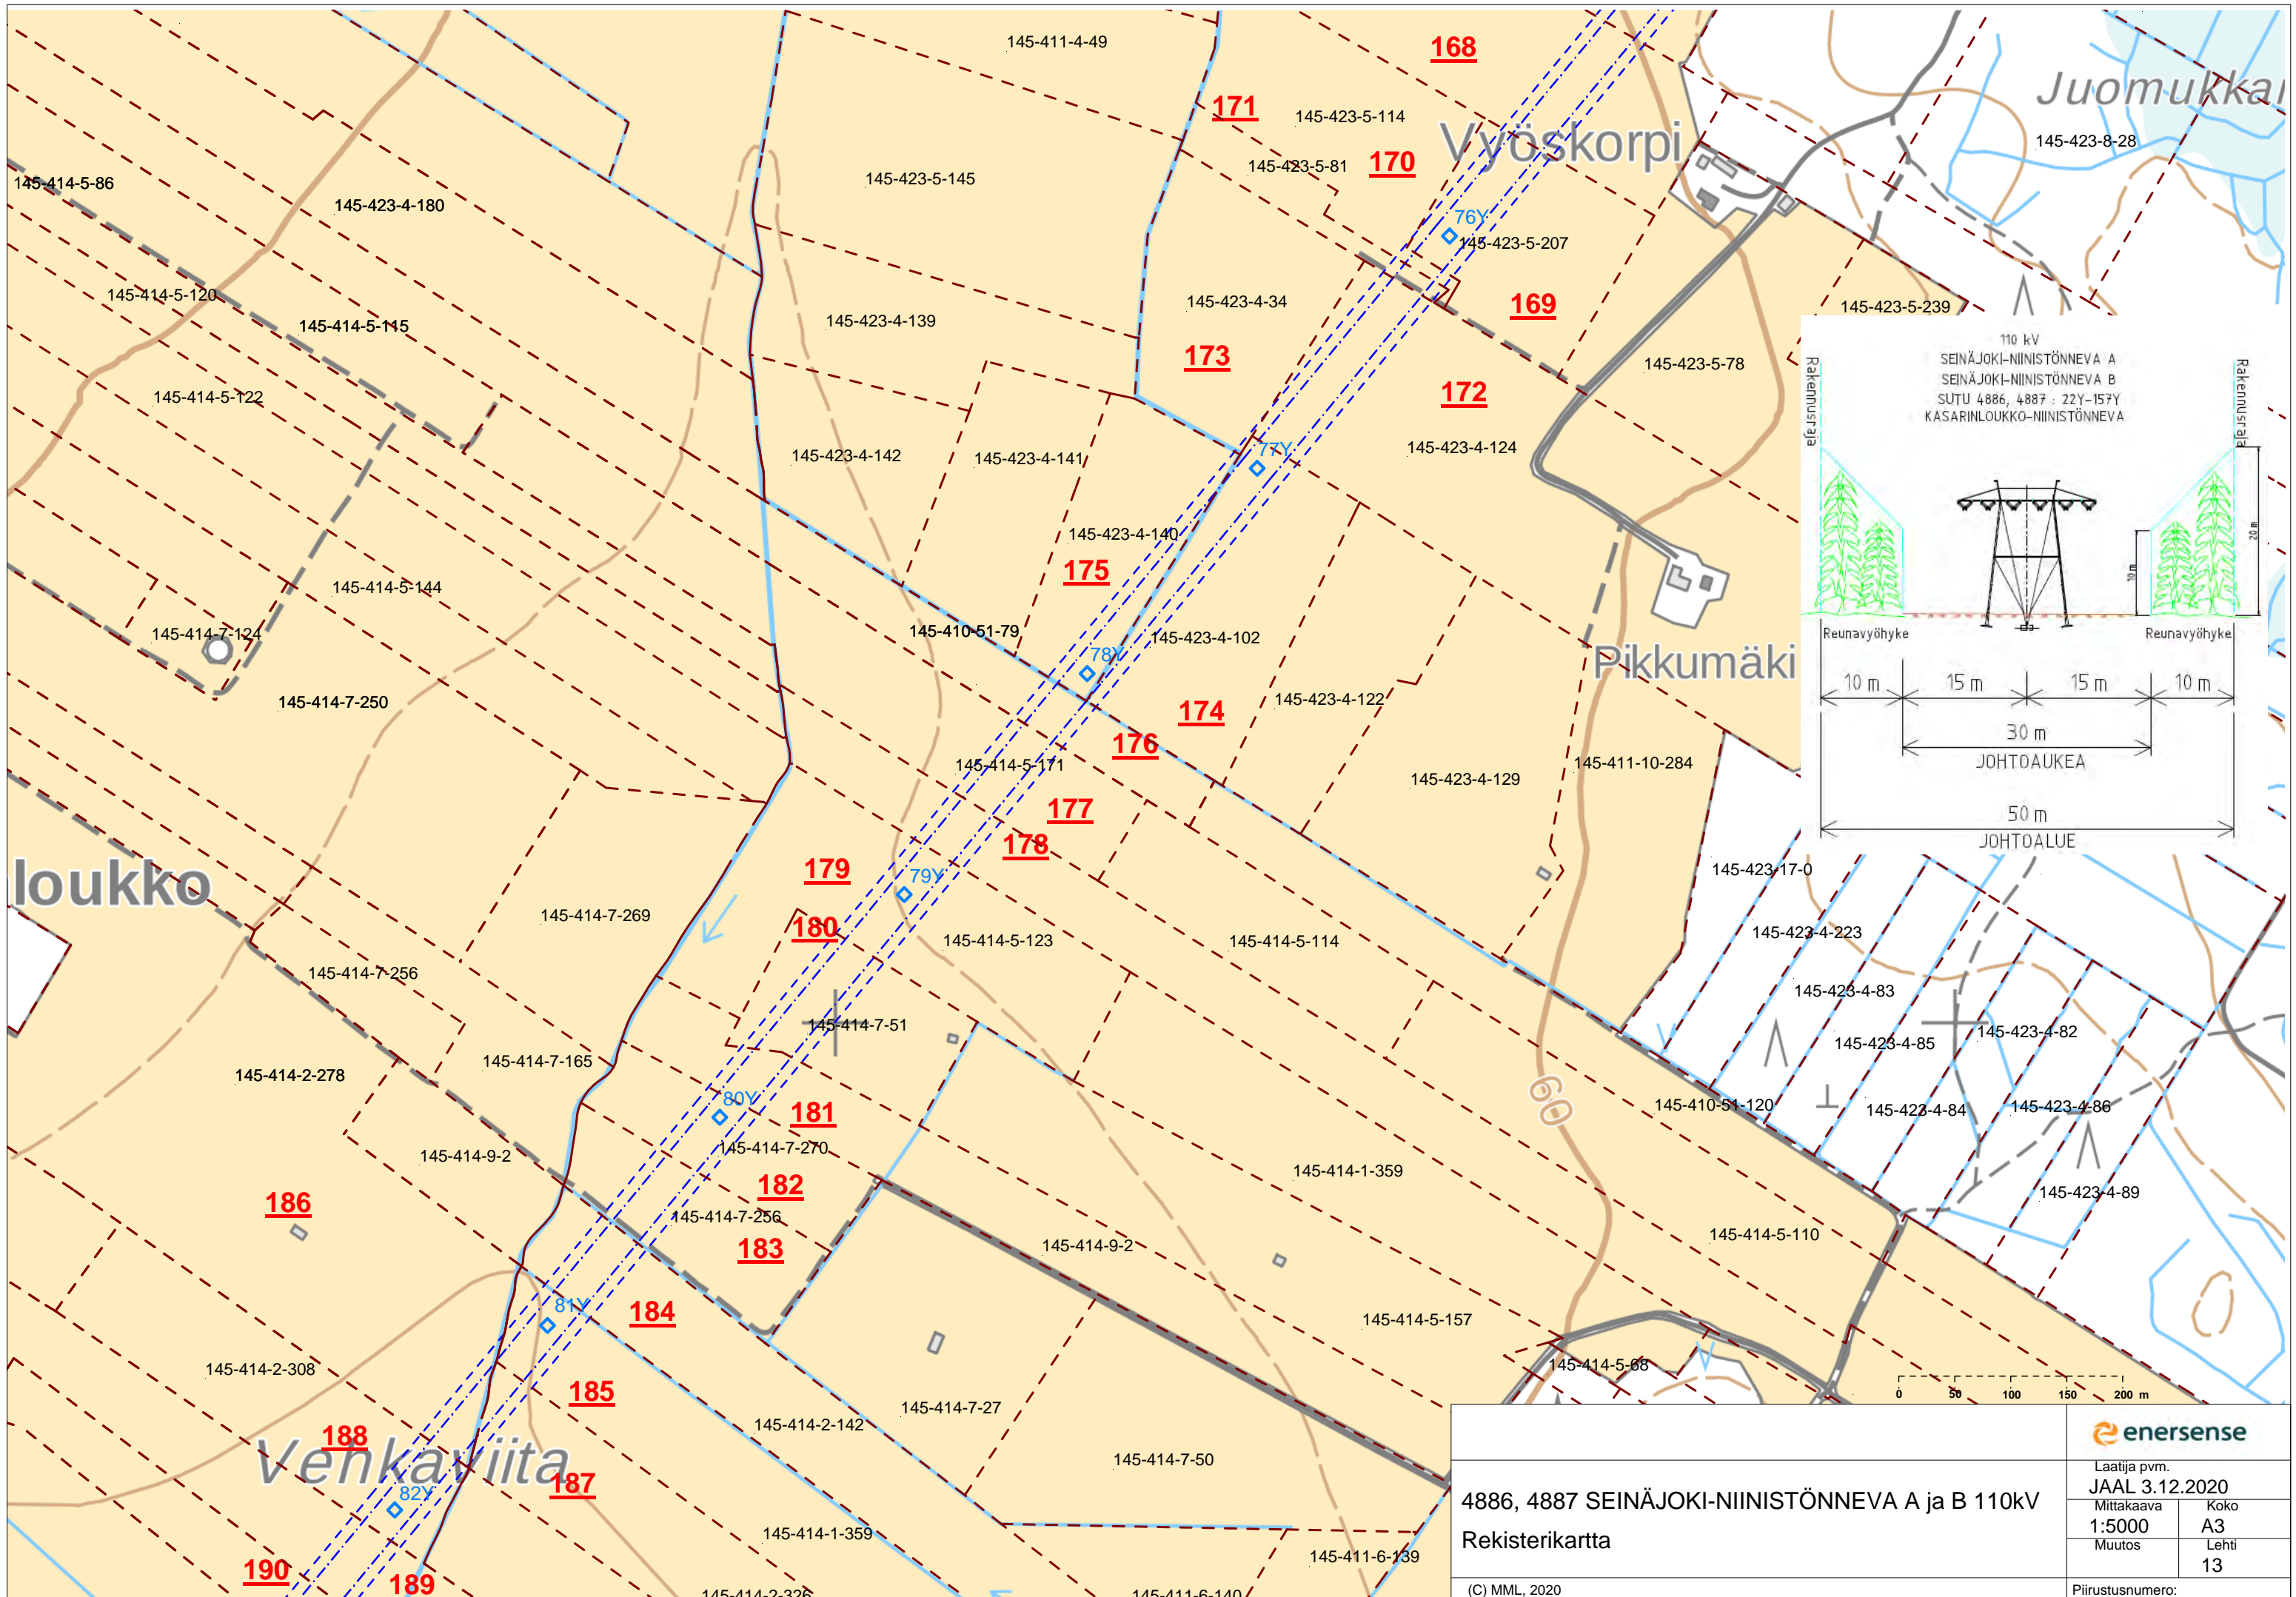 145-411-4-49
168
Juomukkai
171
145-423-5-114
Vyöskorpi
145-423-8-28
170
145-423-5-81
145-414-5-86
145-423-4-180
145-423-5-145
76Y
145-423-5-207
145-414-5-120
145-423-4-34
169
145-423-5-239
145-414-5-115
145-423-4-139
173
145-423-5-78
145-414-5-122
172
145-423-4-142
145-423-4-141
77Y
145-423-4-124
110 kV
SEINÄJOKI-NIINISTÖNNEVA A
SEINÄJOKI-NIINISTÖNNEVA B
SUTU 4886, 4887 : 22Y-157Y
KASARINLOUKKO-NIINISTÖNNEVA
Rakennusraja
Rakennusraja
20 m
10 m
Reunavyöhyke
Reunavyöhyke
10 m
15 m
15 m
10 m
30 m
JOHTOAUKEA
50 m
JOHTOALUE
145-423-4-140
175
145-414-5-144
145-414-7-124
145-410-51-79
78Y
145-423-4-102
Pikkumäki
145-414-7-250
174
145-423-4-122
176
145-414-5-171
145-423-4-129
145-411-10-284
177
178
179
79Y
145-423-17-0
loukko
145-414-7-269
180
145-414-5-123
145-414-5-114
145-423-4-223
145-414-7-256
145-423-4-83
145-414-7-51
145-423-4-85
145-423-4-82
145-414-7-165
145-414-2-278
80Y
181
60
145-410-51-120
145-423-4-84
145-423-4-86
145-414-9-2
145-414-7-270
145-414-1-359
182
145-423-4-89
186
145-414-7-256
183
145-414-9-2
145-414-5-110
81Y
184
145-414-5-157
145-414-2-308
185
145-414-5-68
0 50 100 150 200 m
145-414-7-27
145-414-2-142
188
Venkaviita
145-414-7-50
187
82Y
145-414-1-359
145-411-6-139
190
189
145-414-2-326
145-411-6-140
enersense
Laatija pvm.
JAAL 3.12.2020
4886, 4887 SEINÄJOKI-NIINISTÖNNEVA A ja B 110kV
Mittakaava
Koko
1:5000
A3
Rekisterikartta
Muutos
Lehti
13
(C) MML, 2020
Piirustusnumero: